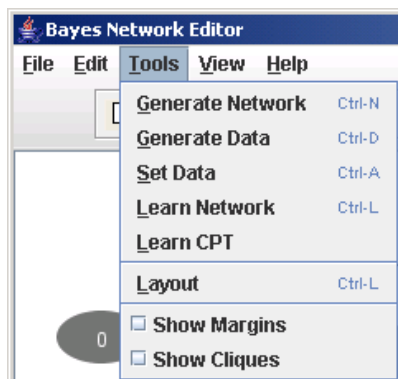 Bayes Network Editor
File Edit Tools View Help
Generate Network Ctrl-N
Generate Data Ctrl-D
Set Data Ctrl-A
Learn Network Ctrl-L
Learn CPT
Layout Ctrl-L
Show Margins
Show Cliques
0